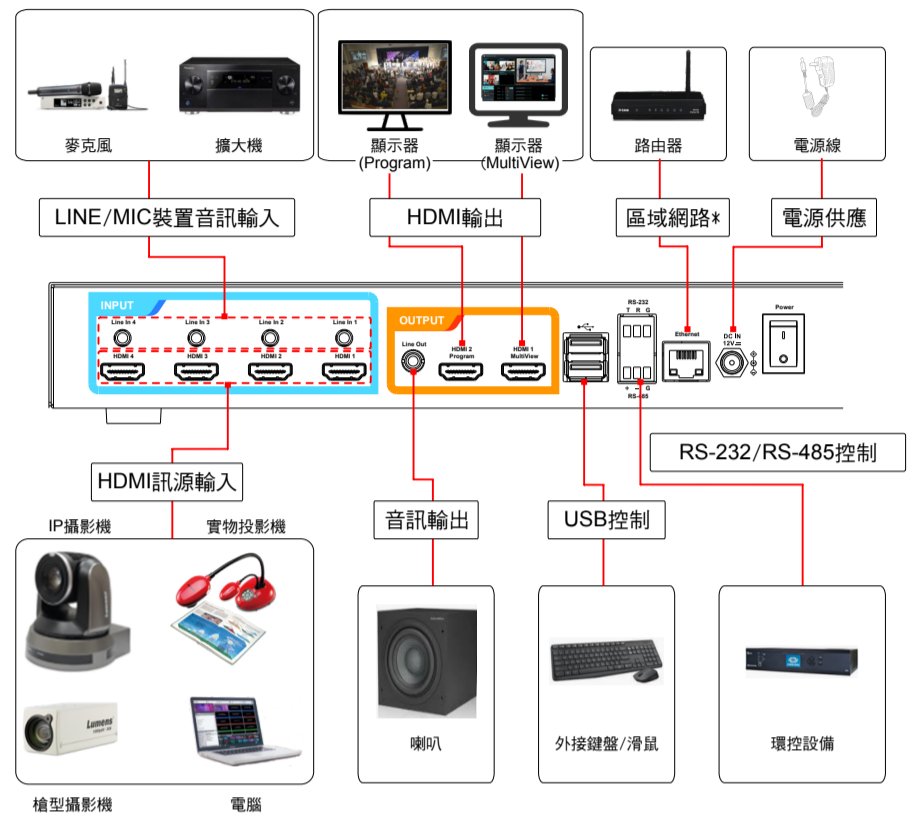 麥克風
擴大機
顯示器
(Program)
顯示器
(MultiView)
路由器
電源線
LINE/MIC裝置音訊輸入
HDMI輸出
區域網路*
電源供應
INPUT
Line In 4
Line In 3
Line In 2
Line In 1
HDMI 4
HDMI 3
HDMI 2
HDMI 1
OUTPUT
Line Out
HDMI 2
Program
HDMI 1
MultiView
RS-232
T R G
+ – G
RS-485
Ethernet
DC IN
12V
Power
HDMI訊源輸入
音訊輸出
USB控制
RS-232/RS-485控制
IP攝影機
實物投影機
Lumens
槍型攝影機
電腦
喇叭
外接鍵盤/滑鼠
環控設備